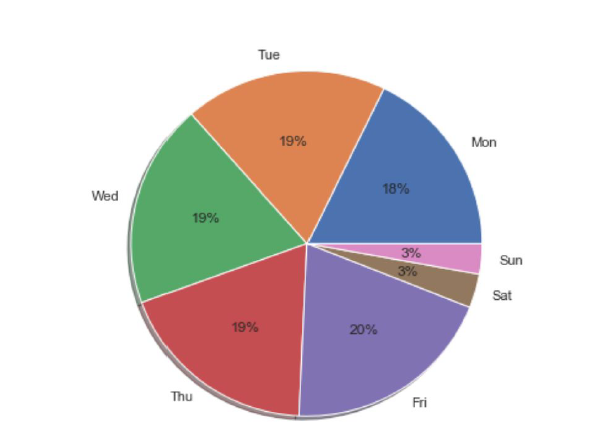 Tue
Mon
19%
18%
Wed
19%
3%
Sun
3%
Sat
19%
20%
Thu
Fri